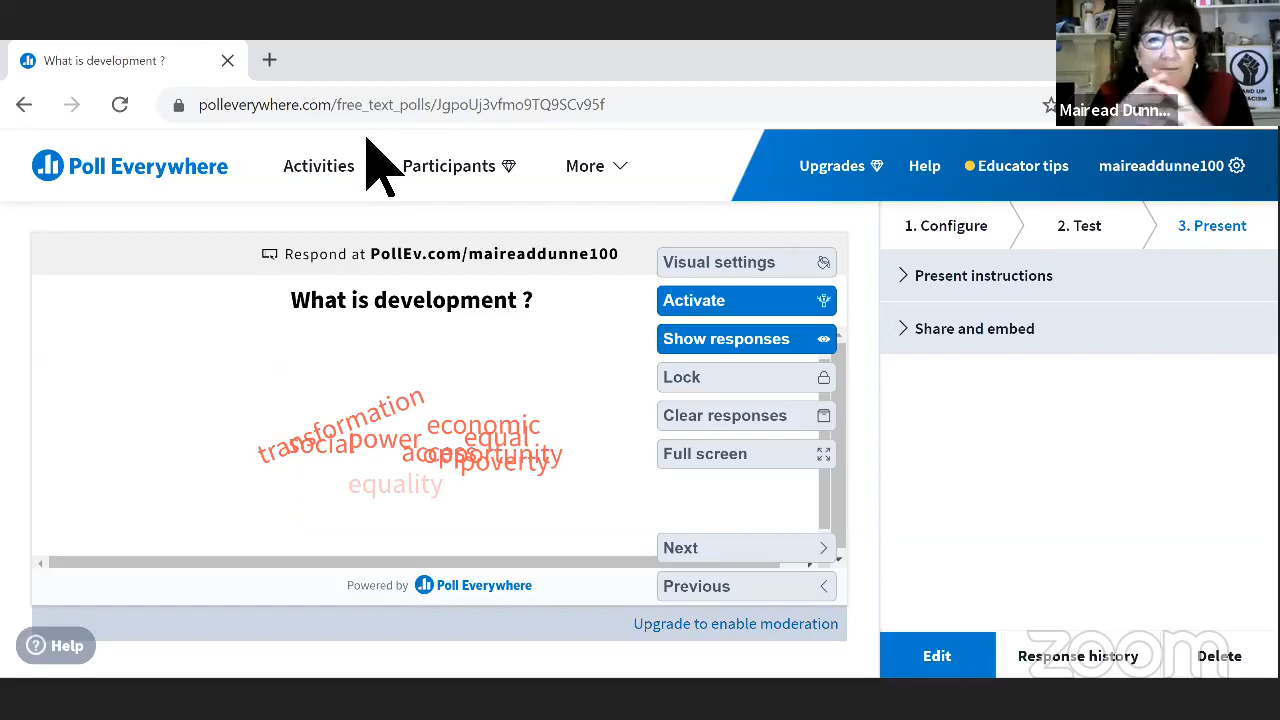 What is development ?
polleverywhere.com/free_text_polls/JgpoUj3vfmo9TQ9SCv95f
UP
Mairead Dunn...
Poll Everywhere
Activities
Participants
More
Upgrades
Help
Educator tips
maireaddunne100
1. Configure
2. Test
3. Present
Respond at PollEv.com/maireaddunne100
What is development ?
Visual settings
Activate
Show responses
Lock
Clear responses
Full screen
Next
Previous
Present instructions
Share and embed
transformation
social
power
economic
equal
access
opportunity
poverty
equality
Powered by Poll Everywhere
Upgrade to enable moderation
Help
Edit
Response history
Delete
zoom